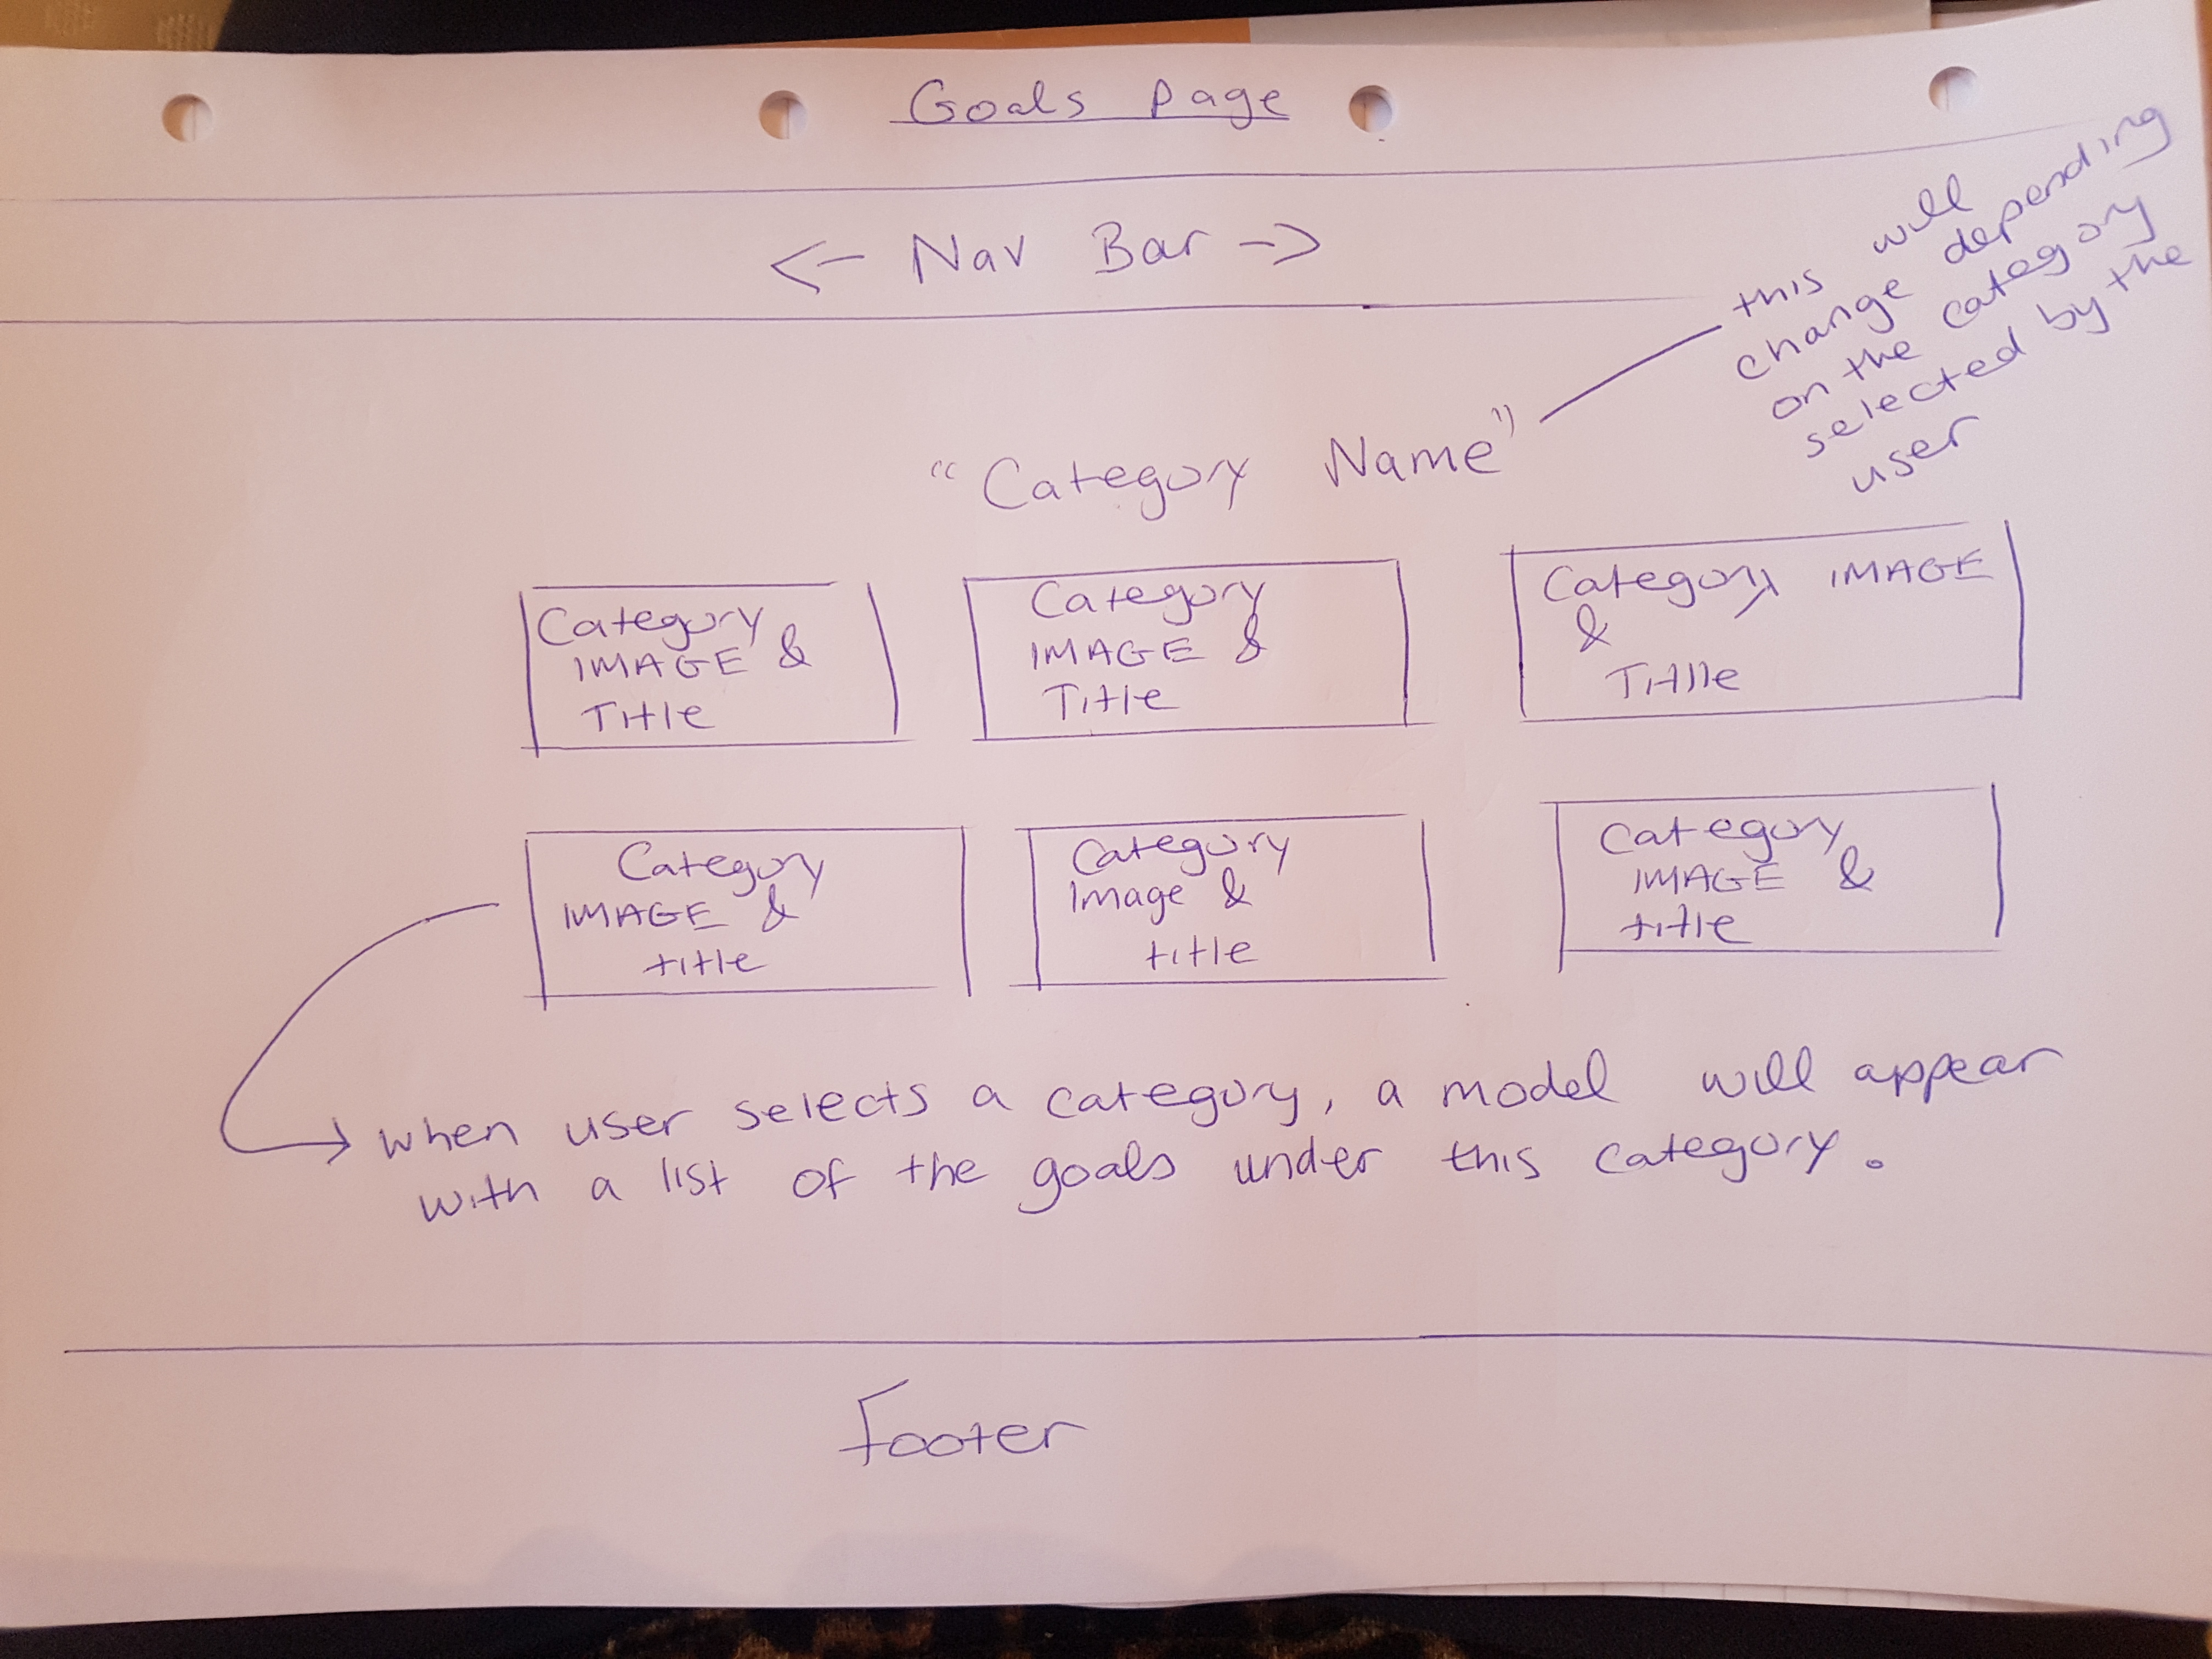 Goals Page
<- Nav Bar ->
"Category Name"
this will
change depending
on the category
selected by the
user
Category
IMAGE &
Title
Category
IMAGE &
Title
Category IMAGE
&
Title
Category
IMAGE &
title
Category
Image &
title
Category
IMAGE &
title
when user selects a category, a model will appear
with a list of the goals under this category.
Footer